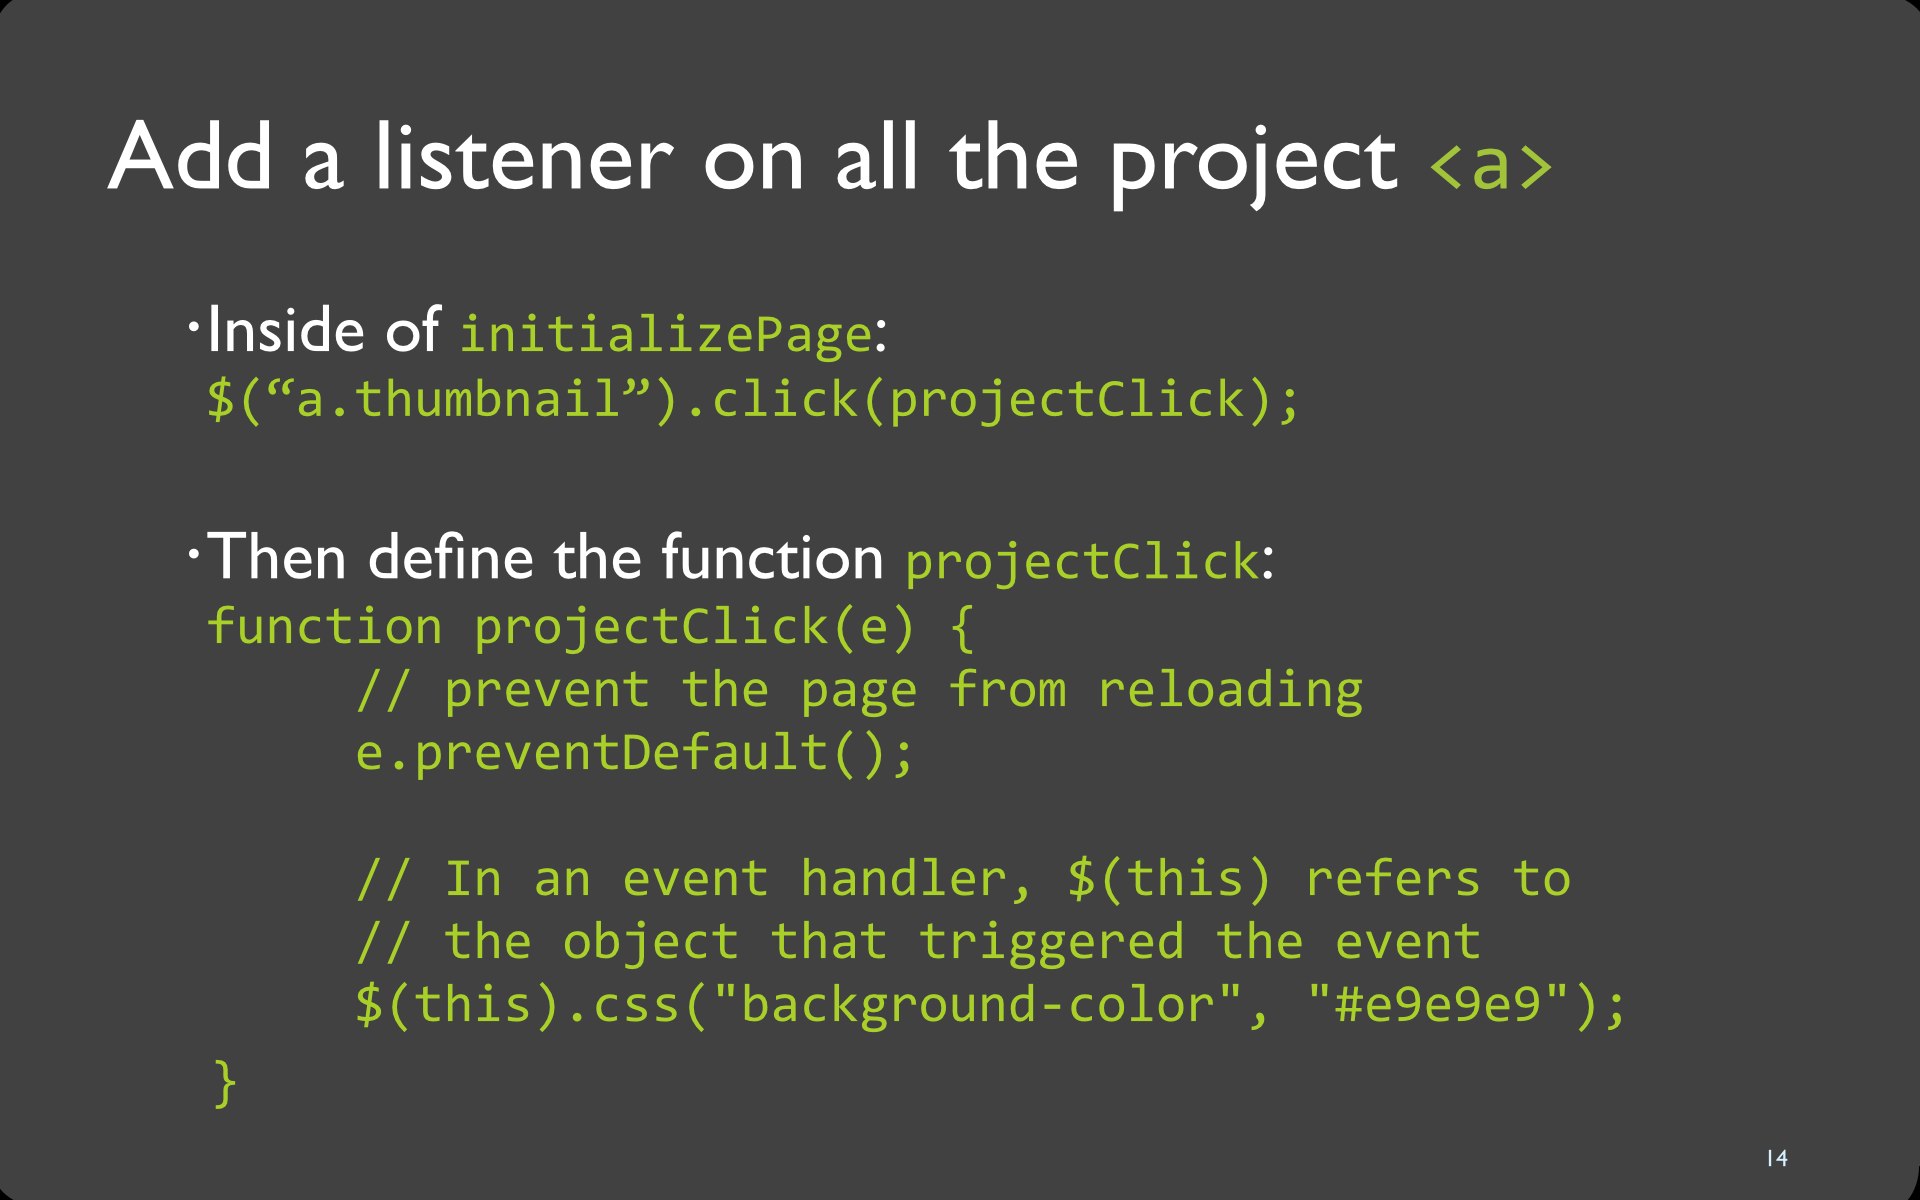 Add a listener on all the project <a>
·Inside of initializePage:
$(“a.thumbnail”).click(projectClick);
·Then define the function projectClick:
function projectClick(e) {
// prevent the page from reloading
e.preventDefault();
// In an event handler, $(this) refers to
// the object that triggered the event
$(this).css("background-color", "#e9e9e9");
}
14